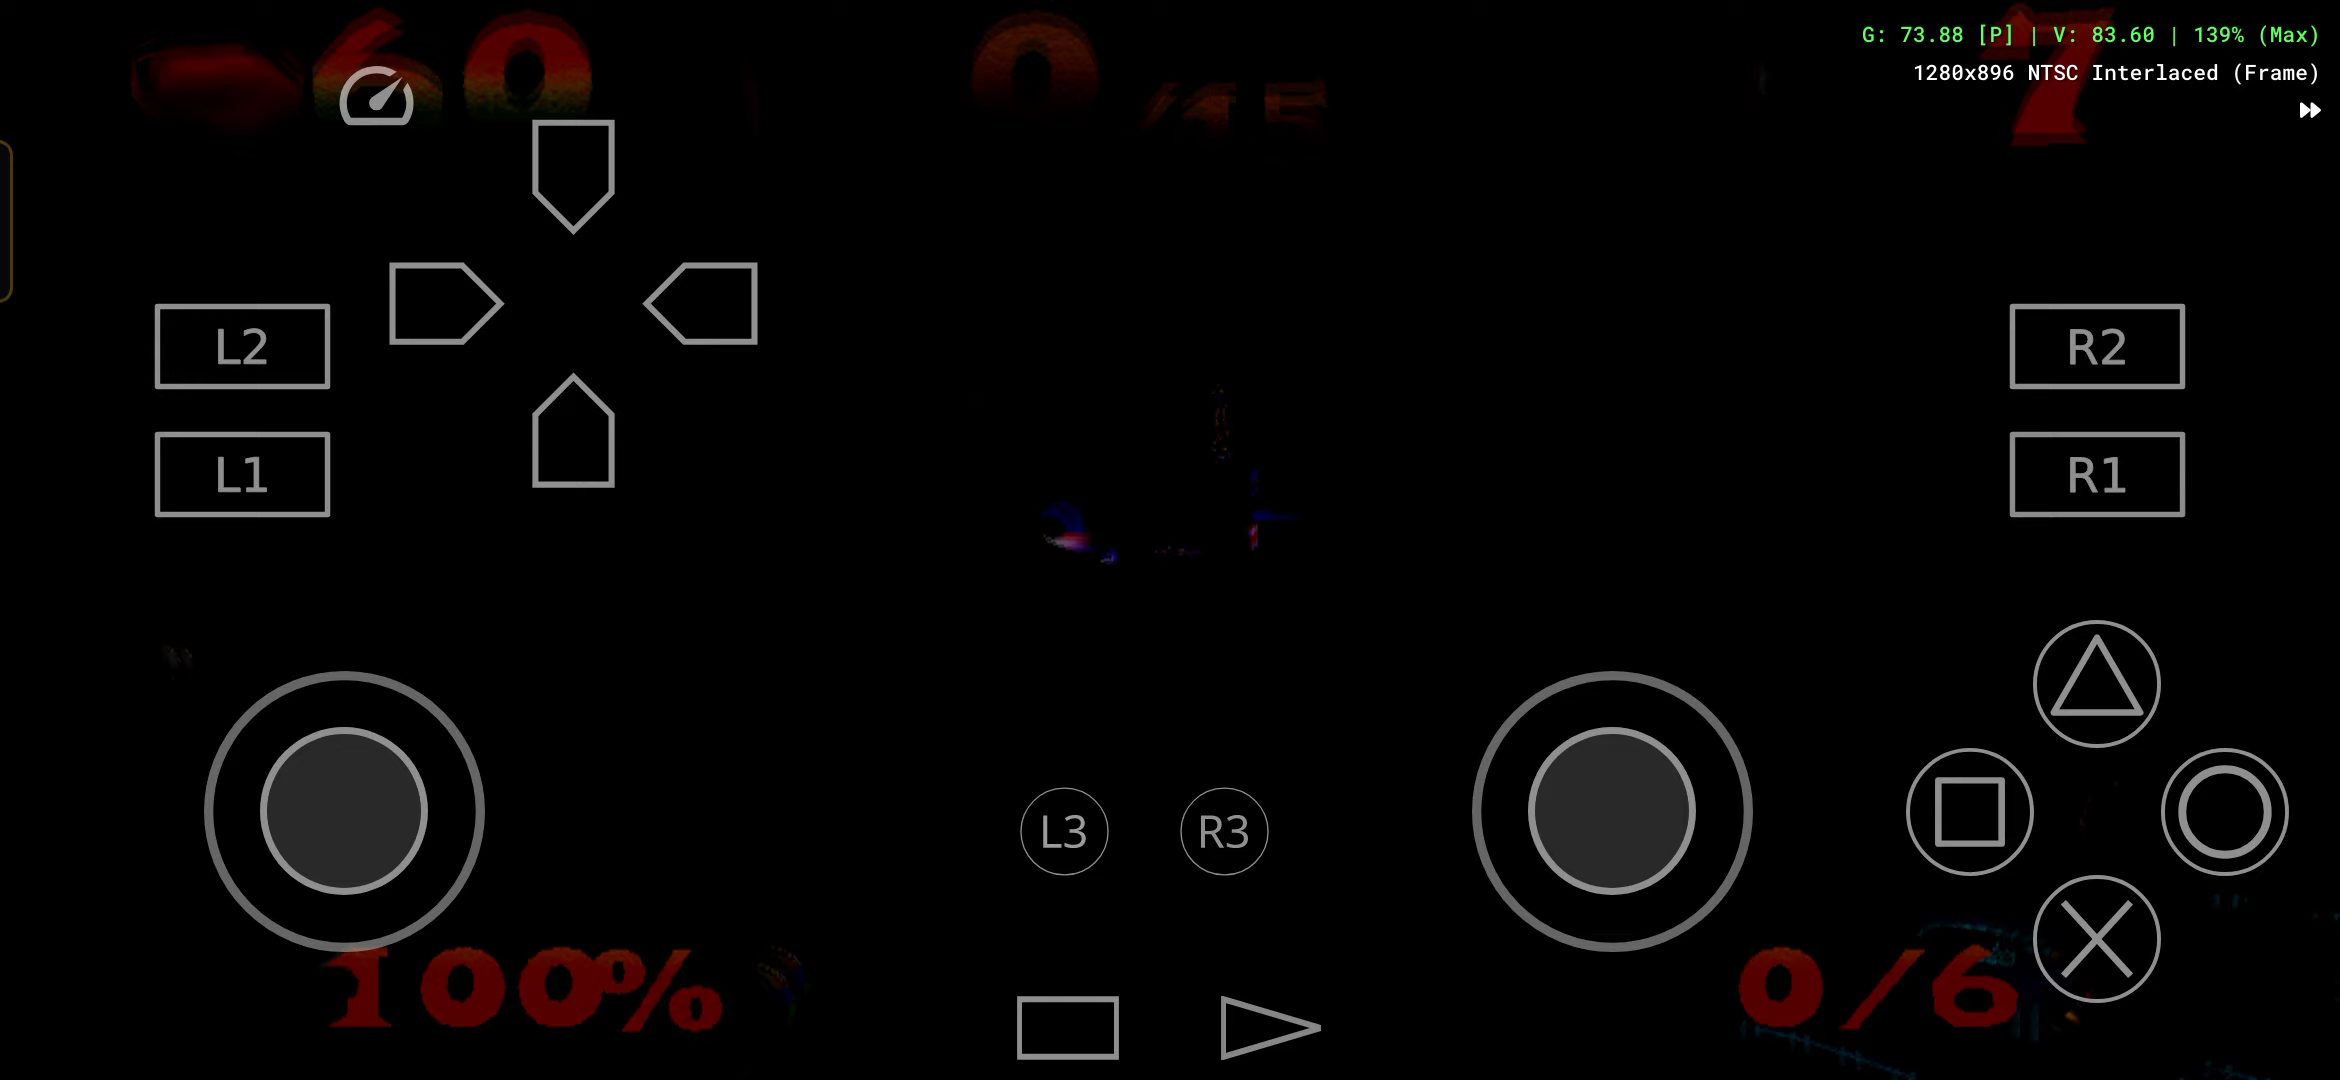 60
0/15
7
G: 73.88 [P] | V: 83.60 | 139% (Max)
1280x896 NTSC Interlaced (Frame)
L2
R2
L1
R1
L3
R3
100%
0/6